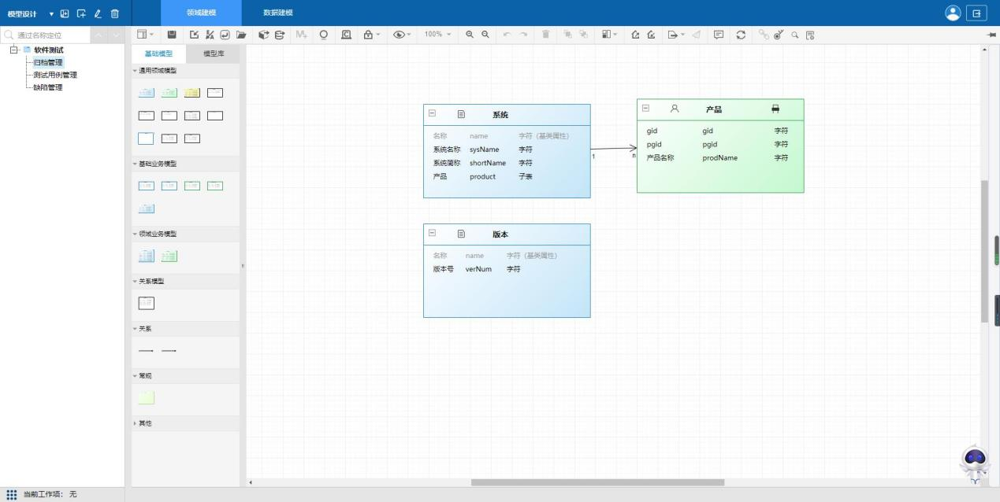 模型设计 领域建模 数据建模
通过名称定位 100%
软件测试
归档管理
测试用例管理
缺陷管理
基础模型 模型库
通用领域模型
基础业务模型
领域业务模型
关系模型
关系
常规
其他
系统
名称 name 字符（基类属性）
系统名称 sysName 字符
系统简称 shortName 字符
产品 product 子表
1 n
产品
gid gid 字符
pgid pgid 字符
产品名称 prodName 字符
版本
名称 name 字符（基类属性）
版本号 verNum 字符
当前工作项： 无